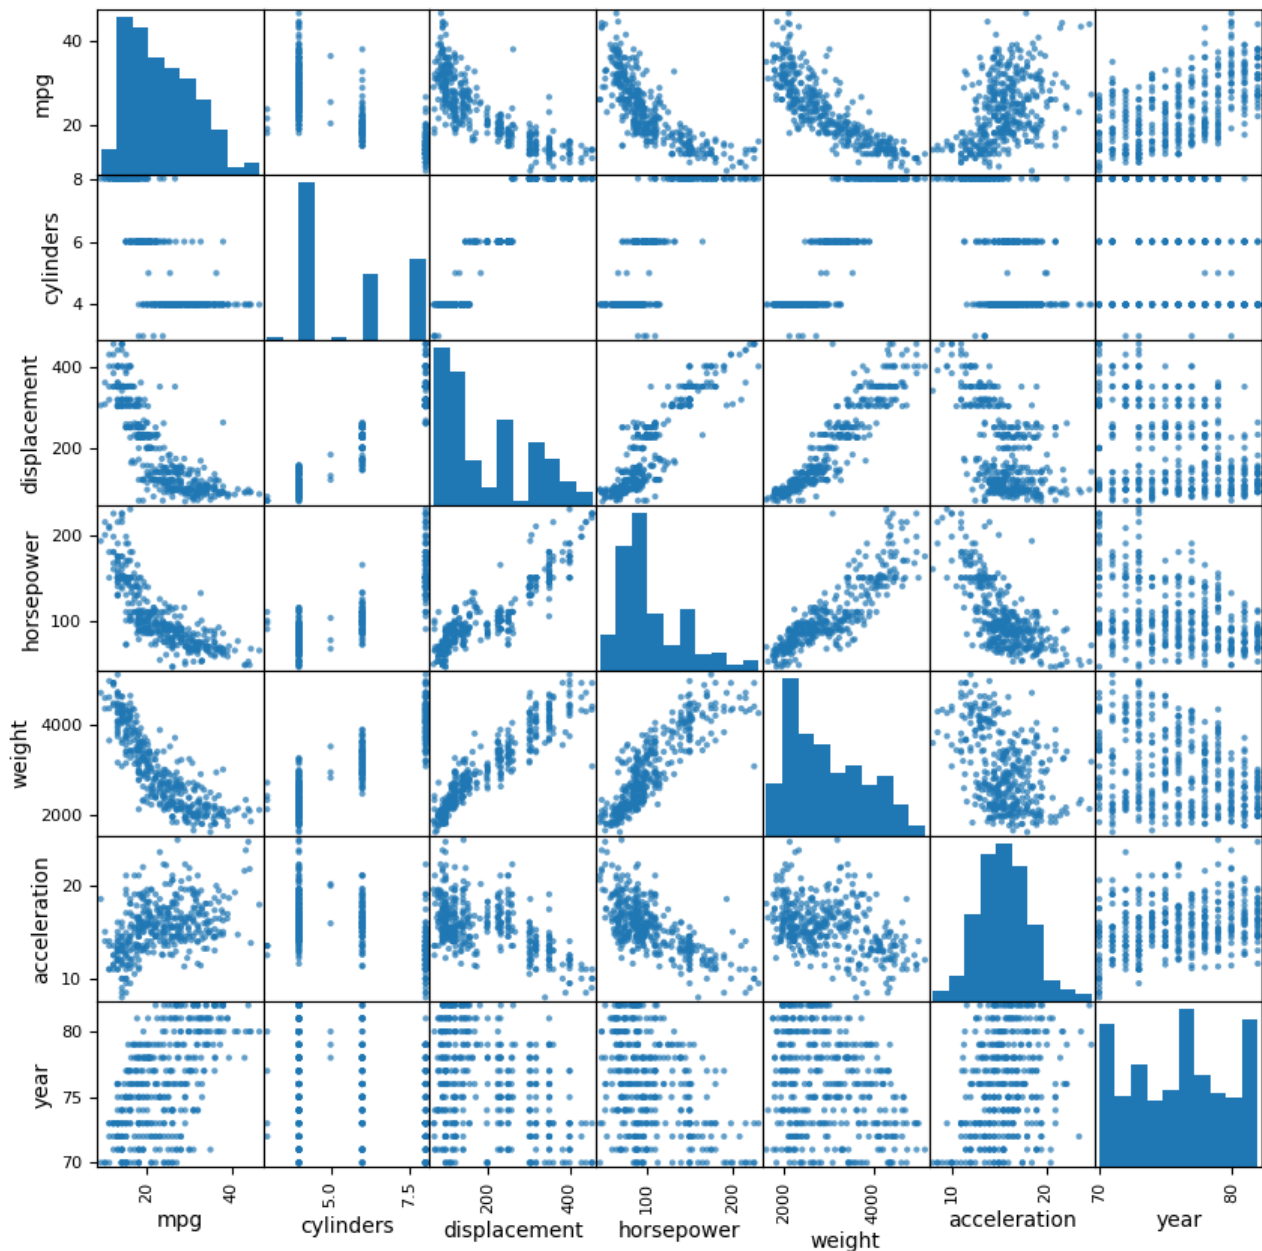 40
20
mpg
8
6
4
cylinders
400
200
displacement
200
100
horsepower
4000
2000
weight
20
10
acceleration
80
75
70
year
20 40
5.0 7.5
200 400
100 200
2000 4000
10 20
70 80
mpg cylinders displacement horsepower weight acceleration year